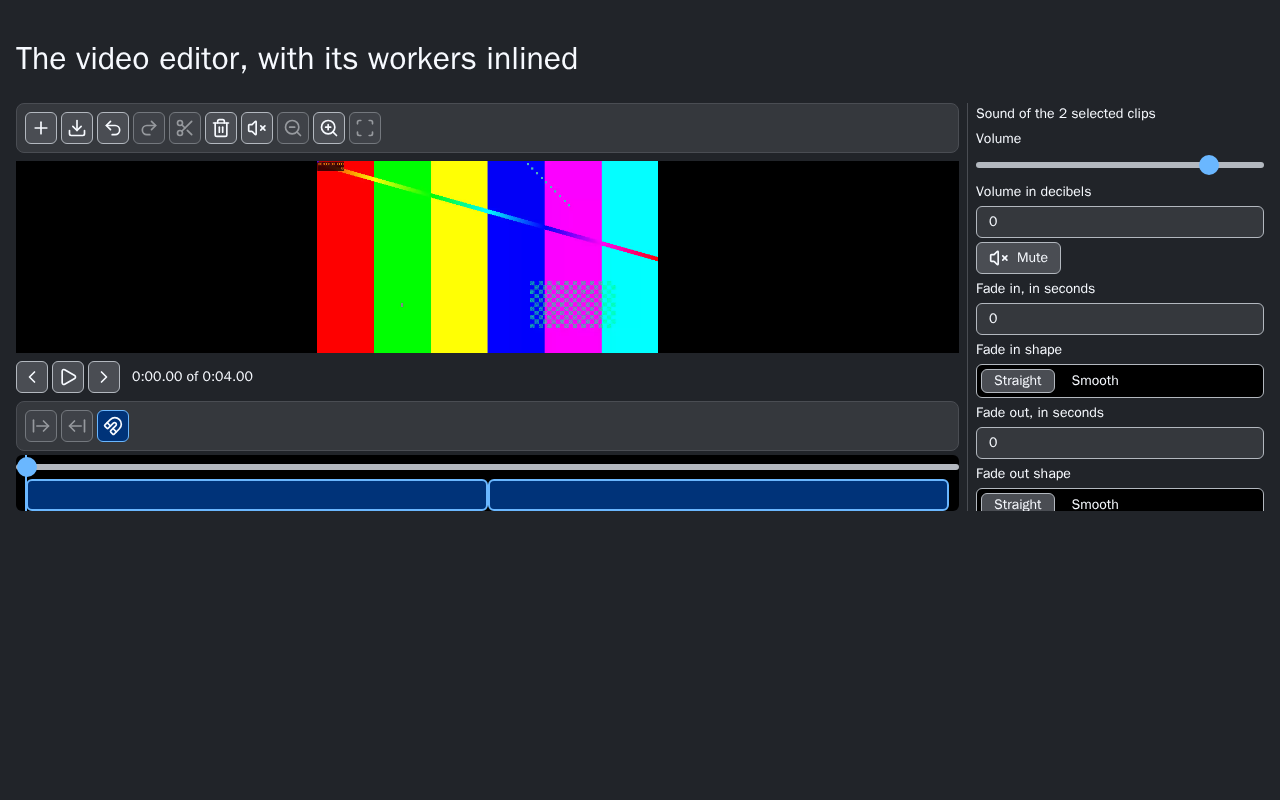 The video editor, with its workers inlined
Sound of the 2 selected clips
Volume
Volume in decibels
0
Mute
Fade in, in seconds
0
Fade in shape
Straight Smooth
0:00.00 of 0:04.00
Fade out, in seconds
0
Fade out shape
Straight Smooth